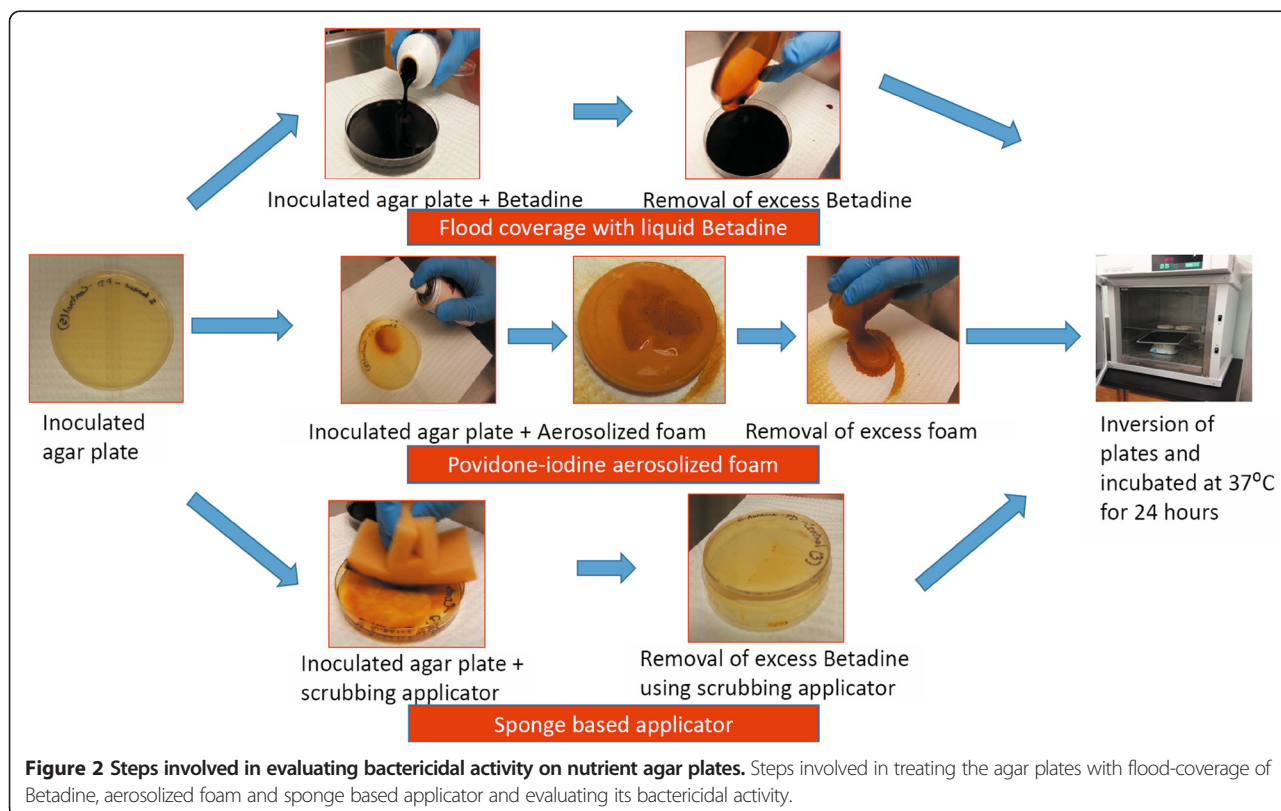 Inoculated agar plate + Betadine
Removal of excess Betadine
Flood coverage with liquid Betadine
Inoculated
agar plate
Inoculated agar plate + Aerosolized foam
Removal of excess foam
Povidone-iodine aerosolized foam
Inversion of
plates and
incubated at 37⁰C
for 24 hours
Inoculated agar plate +
scrubbing applicator
Removal of excess Betadine
using scrubbing applicator
Sponge based applicator
Figure 2 Steps involved in evaluating bactericidal activity on nutrient agar plates. Steps involved in treating the agar plates with flood-coverage of
Betadine, aerosolized foam and sponge based applicator and evaluating its bactericidal activity.